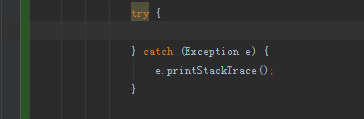 try {
} catch (Exception e) {
e.printStackTrace();
}